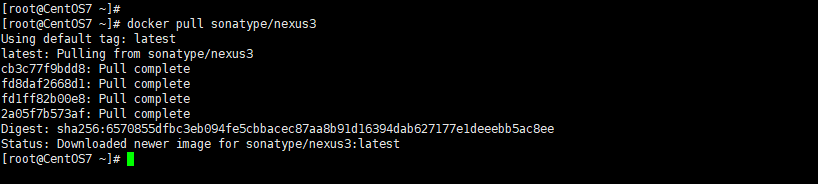 [root@CentOS7 ~]#
[root@CentOS7 ~]# docker pull sonatype/nexus3
Using default tag: latest
latest: Pulling from sonatype/nexus3
cb3c77f9bdd8: Pull complete
fd8daf2668d1: Pull complete
fd1ff82b00e8: Pull complete
2a05f7b573af: Pull complete
Digest: sha256:6570855dfbc3eb094fe5cbbacec87aa8b91d16394dab627177e1deeebb5ac8ee
Status: Downloaded newer image for sonatype/nexus3:latest
[root@CentOS7 ~]#